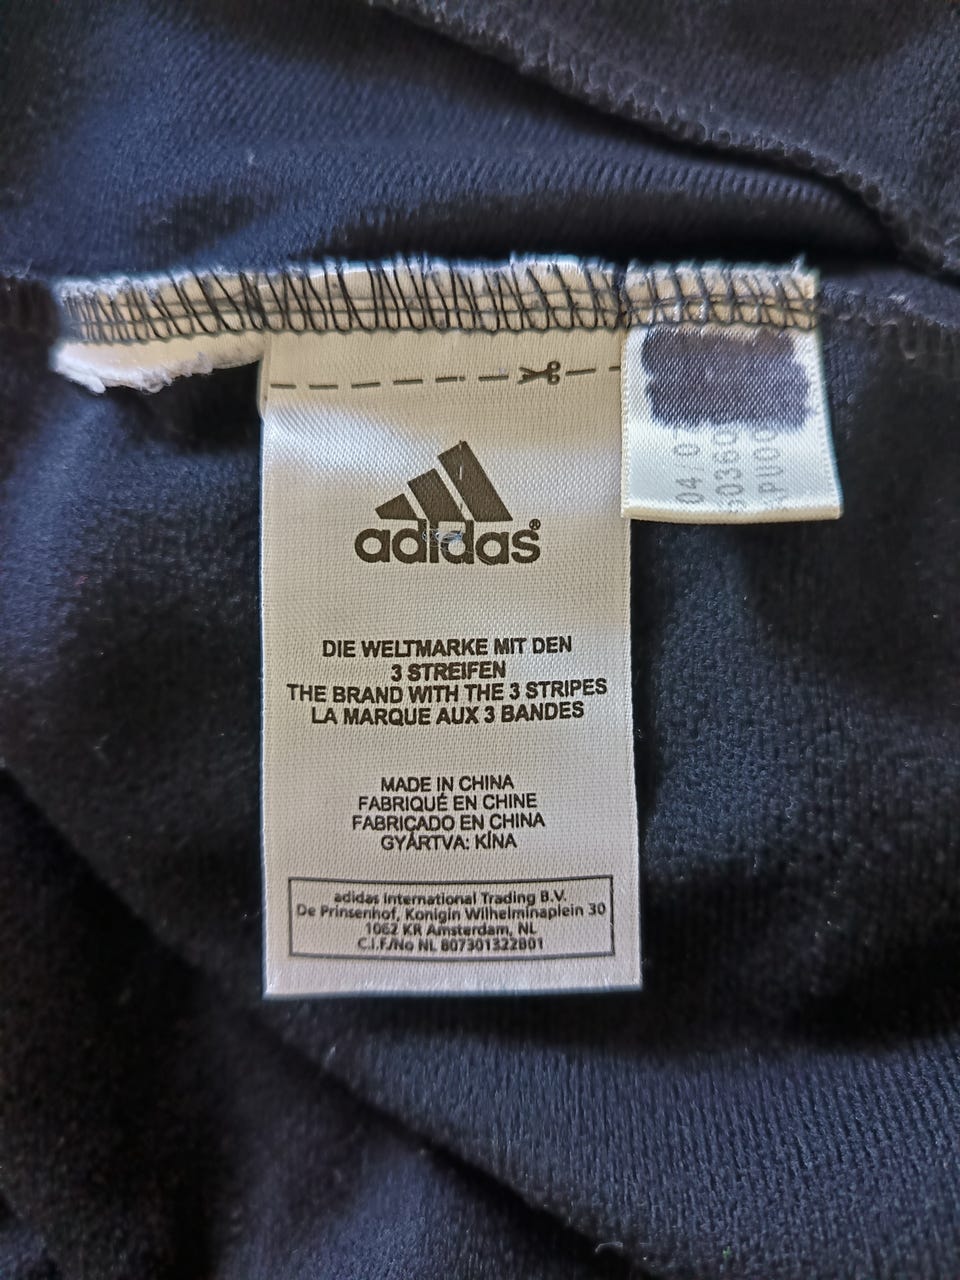 adidas®
DIE WELTMARKE MIT DEN
3 STREIFEN
THE BRAND WITH THE 3 STRIPES
LA MARQUE AUX 3 BANDES
MADE IN CHINA
FABRIQUÉ EN CHINE
FABRICADO EN CHINA
GYÁRTVA: KÍNA
adidas International Trading B.V.
De Prinsenhof, Konigin Wilhelminaplein 30
1062 KR Amsterdam, NL
C.I.F./No NL 807301322B01
04/0